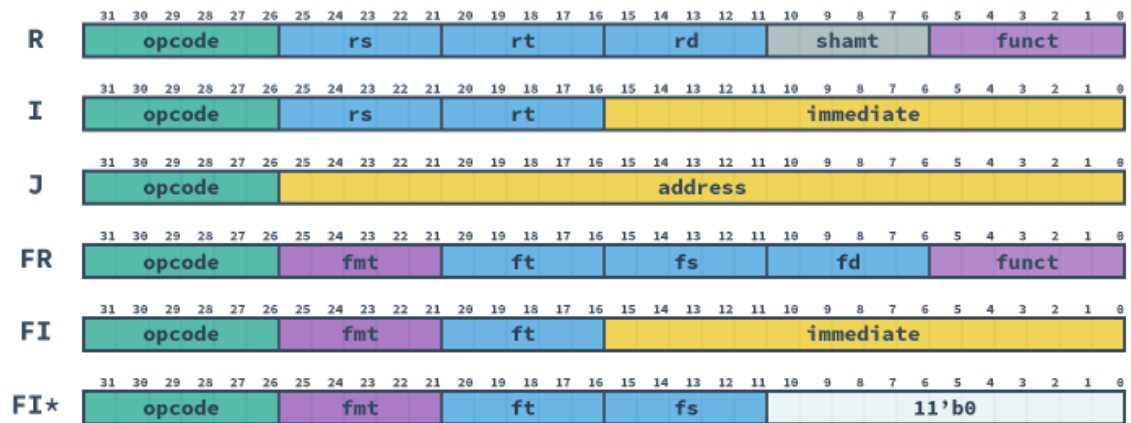 31 30 29 28 27 26 25 24 23 22 21 20 19 18 17 16 15 14 13 12 11 10 9 8 7 6 5 4 3 2 1 0
R opcode rs rt rd shamt funct
31 30 29 28 27 26 25 24 23 22 21 20 19 18 17 16 15 14 13 12 11 10 9 8 7 6 5 4 3 2 1 0
I opcode rs rt immediate
31 30 29 28 27 26 25 24 23 22 21 20 19 18 17 16 15 14 13 12 11 10 9 8 7 6 5 4 3 2 1 0
J opcode address
31 30 29 28 27 26 25 24 23 22 21 20 19 18 17 16 15 14 13 12 11 10 9 8 7 6 5 4 3 2 1 0
FR opcode fmt ft fs fd funct
31 30 29 28 27 26 25 24 23 22 21 20 19 18 17 16 15 14 13 12 11 10 9 8 7 6 5 4 3 2 1 0
FI opcode fmt ft immediate
31 30 29 28 27 26 25 24 23 22 21 20 19 18 17 16 15 14 13 12 11 10 9 8 7 6 5 4 3 2 1 0
FI* opcode fmt ft fs 11’b0